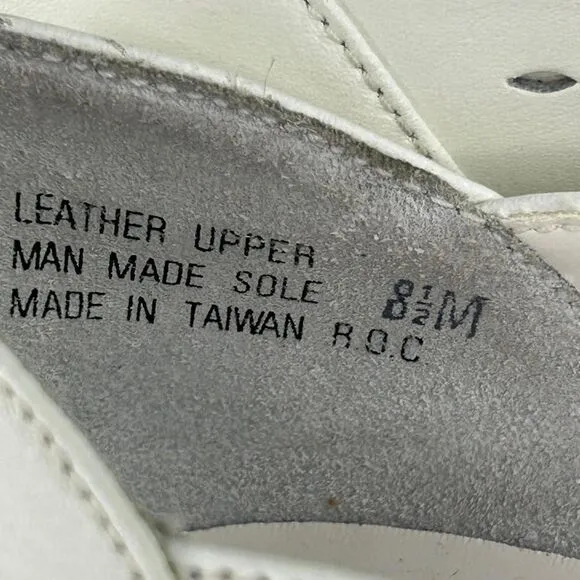 LEATHER UPPER
MAN MADE SOLE 8½M
MADE IN TAIWAN R.O.C